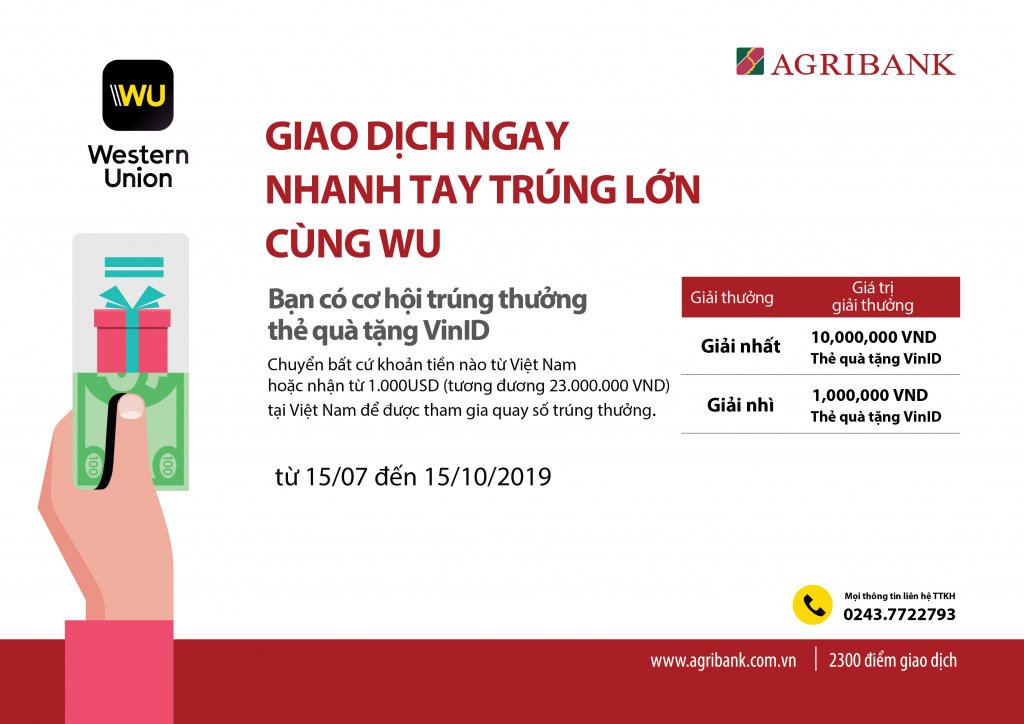 WU
Western
Union
AGRIBANK
GIAO DỊCH NGAY
NHANH TAY TRÚNG LỚN
CÙNG WU
Bạn có cơ hội trúng thưởng
thẻ quà tặng VinID
Chuyển bất cứ khoản tiền nào từ Việt Nam
hoặc nhận từ 1.000USD (tương đương 23.000.000 VND)
tại Việt Nam để được tham gia quay số trúng thưởng.
từ 15/07 đến 15/10/2019
Giải thưởng
Giá trị
giải thưởng
Giải nhất
10,000,000 VND
Thẻ quà tặng VinID
Giải nhì
1,000,000 VND
Thẻ quà tặng VinID
100
100
Mọi thông tin liên hệ TTKH
0243.7722793
www.agribank.com.vn | 2300 điểm giao dịch